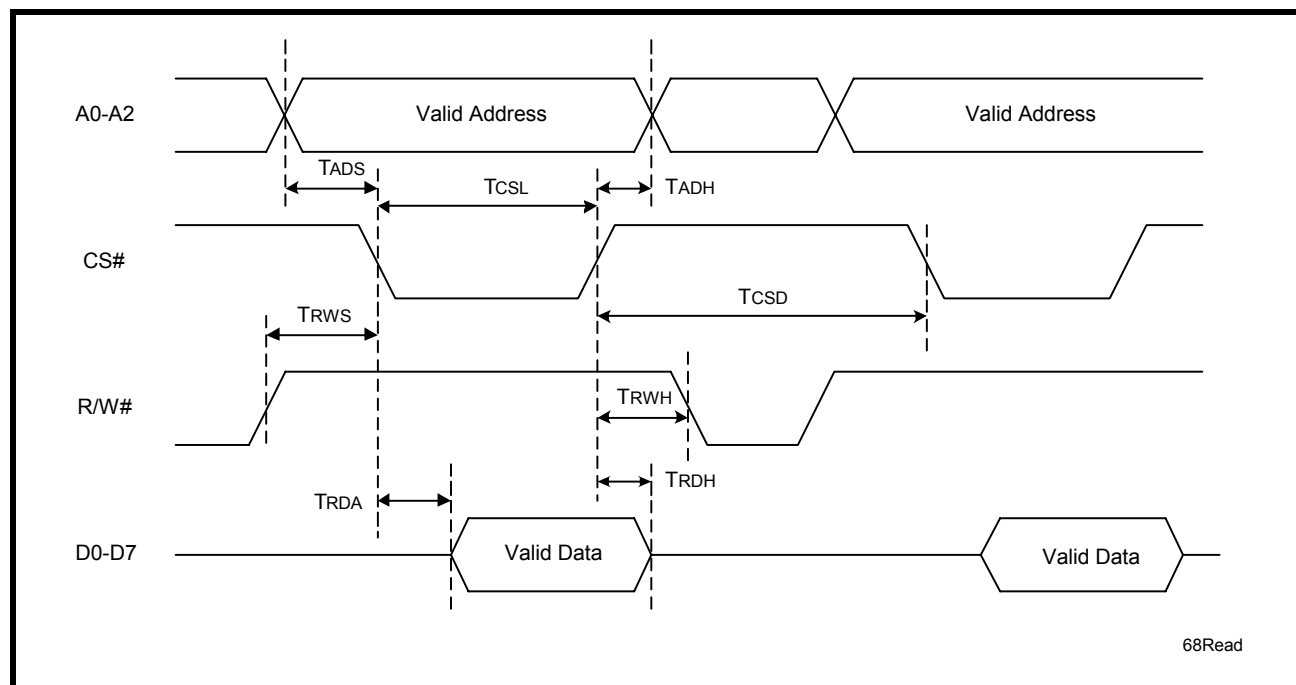 A0-A2
Valid Address
Valid Address
TADS
TCSL
TADH
CS#
TCSD
TRWS
R/W#
TRWH
TRDH
TRDA
D0-D7
Valid Data
Valid Data
68Read